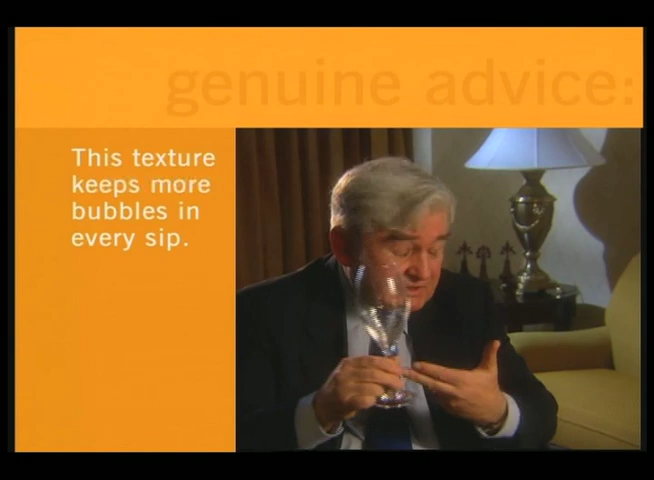 genuine advice:
This texture
keeps more
bubbles in
every sip.